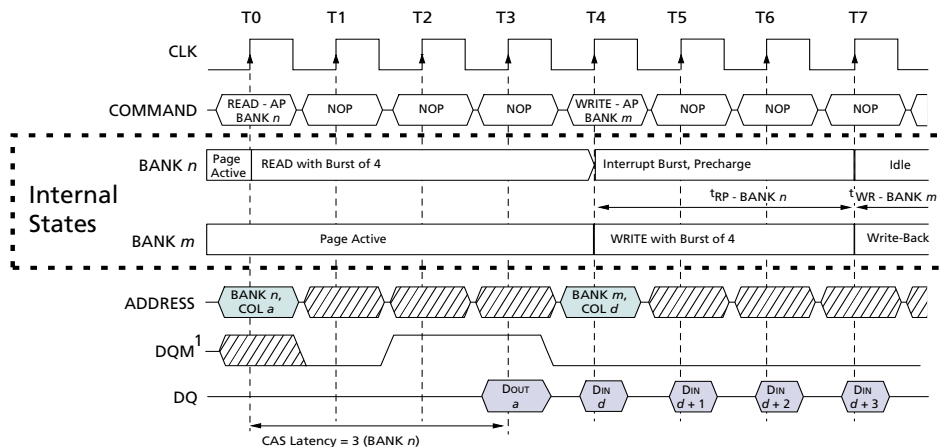 T0 T1 T2 T3 T4 T5 T6 T7
CLK
COMMAND
READ - AP
BANK n
NOP
NOP
NOP
WRITE - AP
BANK m
NOP
NOP
NOP
Internal
States
BANK n
Page
Active
READ with Burst of 4
Interrupt Burst, Precharge
Idle
tRP - BANK n
tWR - BANK m
BANK m
Page Active
WRITE with Burst of 4
Write-Back
ADDRESS
BANK n,
COL a
BANK m,
COL d
DQM1
DQ
DOUT
a
DIN
d
DIN
d + 1
DIN
d + 2
DIN
d + 3
CAS Latency = 3 (BANK n)